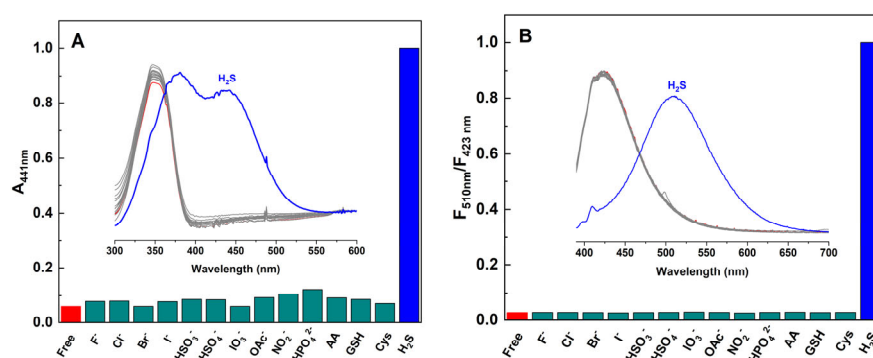 A
A441nm
1.0
0.8
0.6
0.4
0.2
0.0
H2S
300 350 400 450 500 550 600
Wavelength (nm)
Free F- Cl- Br- I- HSO3- HSO4- IO3- OAc- NO2- HPO42- AA GSH Cys H2S
B
F510nm/F423 nm
1.0
0.8
0.6
0.4
0.2
0.0
H2S
400 450 500 550 600 650 700
Wavelength (nm)
Free F- Cl- Br- I- HSO3- HSO4- IO3- OAc- NO2- HPO42- AA GSH Cys H2S